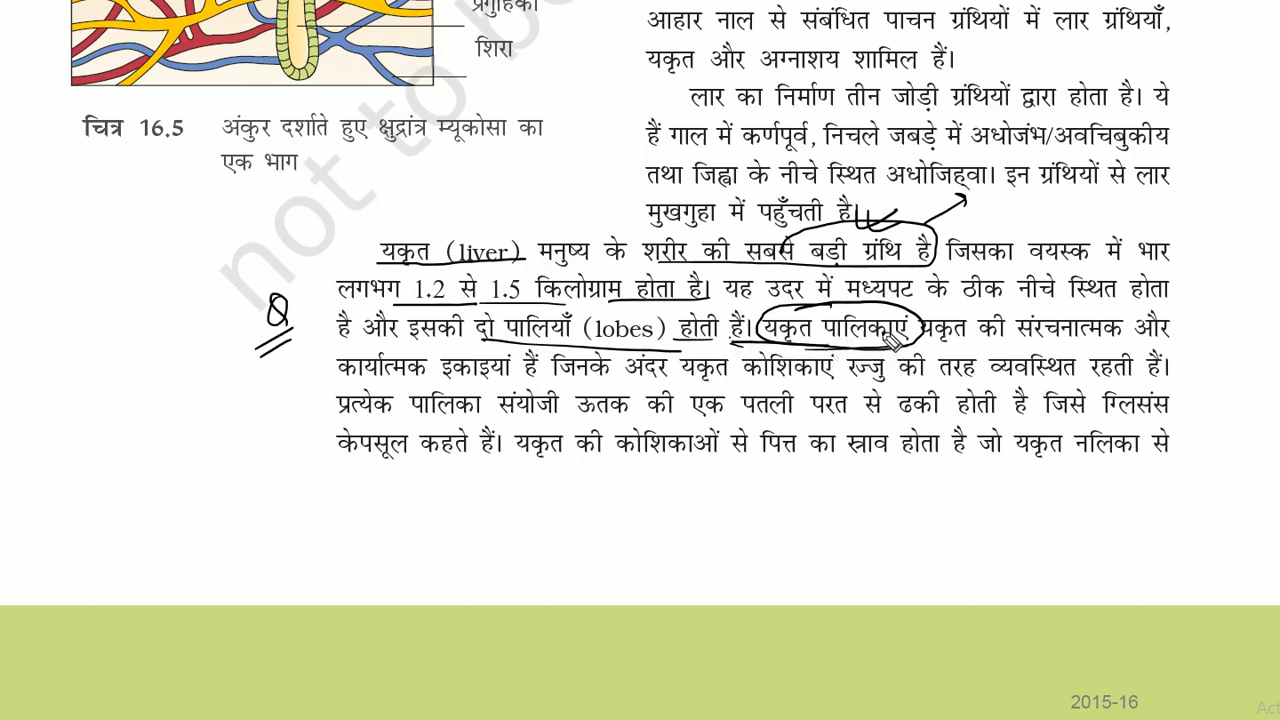 प्रगुहिका
शिरा
चित्र 16.5 अंकुर दर्शाते हुए क्षुद्रांत्र म्यूकोसा का
एक भाग
not to b
आहार नाल से संबंधित पाचन ग्रंथियों में लार ग्रंथियाँ,
यकृत और अग्नाशय शामिल हैं।
लार का निर्माण तीन जोड़ी ग्रंथियों द्वारा होता है। ये
हैं गाल में कर्णपूर्व, निचले जबड़े में अधोजंभ/अवचिबुकीय
तथा जिह्वा के नीचे स्थित अधोजिह्वा। इन ग्रंथियों से लार
मुखगुहा में पहुँचती है।
यकृत (liver) मनुष्य के शरीर की सबसे बड़ी ग्रंथि है जिसका वयस्क में भार
लगभग 1.2 से 1.5 किलोग्राम होता है। यह उदर में मध्यपट के ठीक नीचे स्थित होता
Q
है और इसकी दो पालियाँ (lobes) होती हैं। यकृत पालिकाएं यकृत की संरचनात्मक और
कार्यात्मक इकाइयां हैं जिनके अंदर यकृत कोशिकाएं रज्जु की तरह व्यवस्थित रहती हैं।
प्रत्येक पालिका संयोजी ऊतक की एक पतली परत से ढकी होती है जिसे ग्लिसंस
केपसूल कहते हैं। यकृत की कोशिकाओं से पित्त का स्राव होता है जो यकृत नलिका से
2015-16